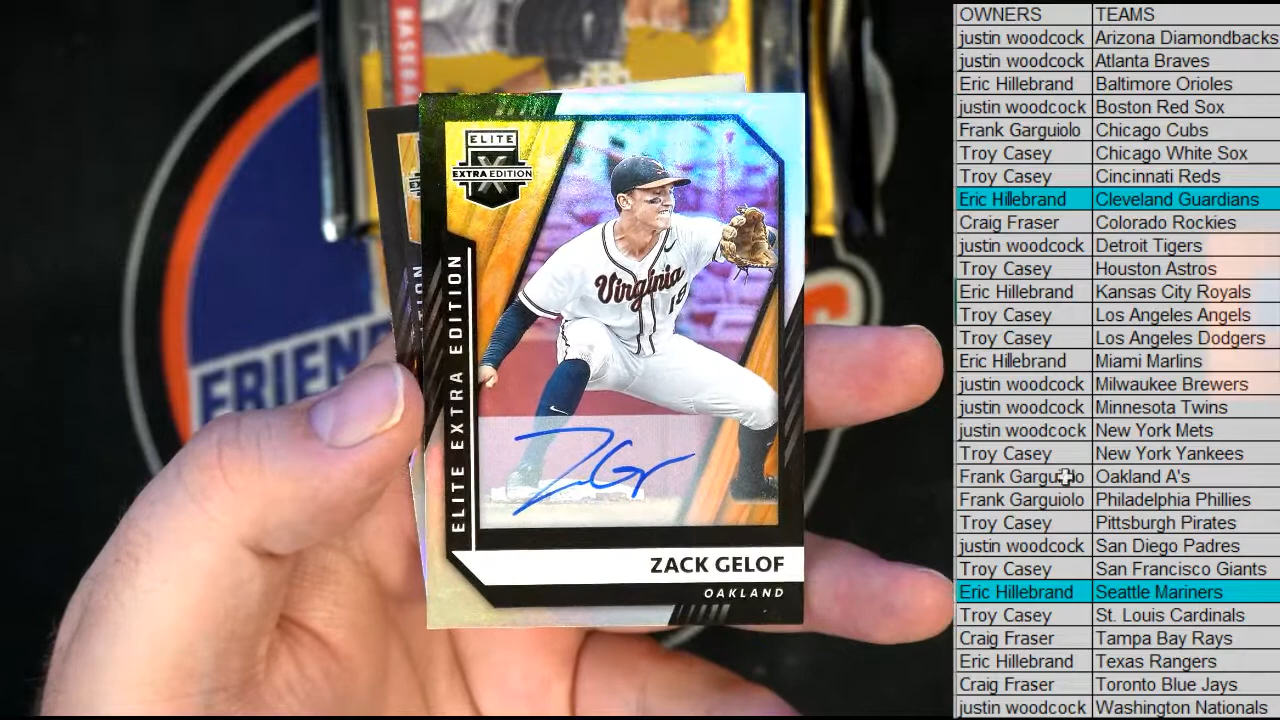 BASEBA
FRIEN
ELITE
X
EXTRA EDITION
ELITE EXTRA EDITION
Virginia
18
ZACK GELOF
OAKLAND
OWNERS TEAMS
justin woodcock Arizona Diamondbacks
justin woodcock Atlanta Braves
Eric Hillebrand Baltimore Orioles
justin woodcock Boston Red Sox
Frank Garguiolo Chicago Cubs
Troy Casey Chicago White Sox
Troy Casey Cincinnati Reds
Eric Hillebrand Cleveland Guardians
Craig Fraser Colorado Rockies
justin woodcock Detroit Tigers
Troy Casey Houston Astros
Eric Hillebrand Kansas City Royals
Troy Casey Los Angeles Angels
Troy Casey Los Angeles Dodgers
Eric Hillebrand Miami Marlins
justin woodcock Milwaukee Brewers
justin woodcock Minnesota Twins
justin woodcock New York Mets
Troy Casey New York Yankees
Frank Garguiolo Oakland A's
Frank Garguiolo Philadelphia Phillies
Troy Casey Pittsburgh Pirates
justin woodcock San Diego Padres
Troy Casey San Francisco Giants
Eric Hillebrand Seattle Mariners
Troy Casey St. Louis Cardinals
Craig Fraser Tampa Bay Rays
Eric Hillebrand Texas Rangers
Craig Fraser Toronto Blue Jays
justin woodcock Washington Nationals